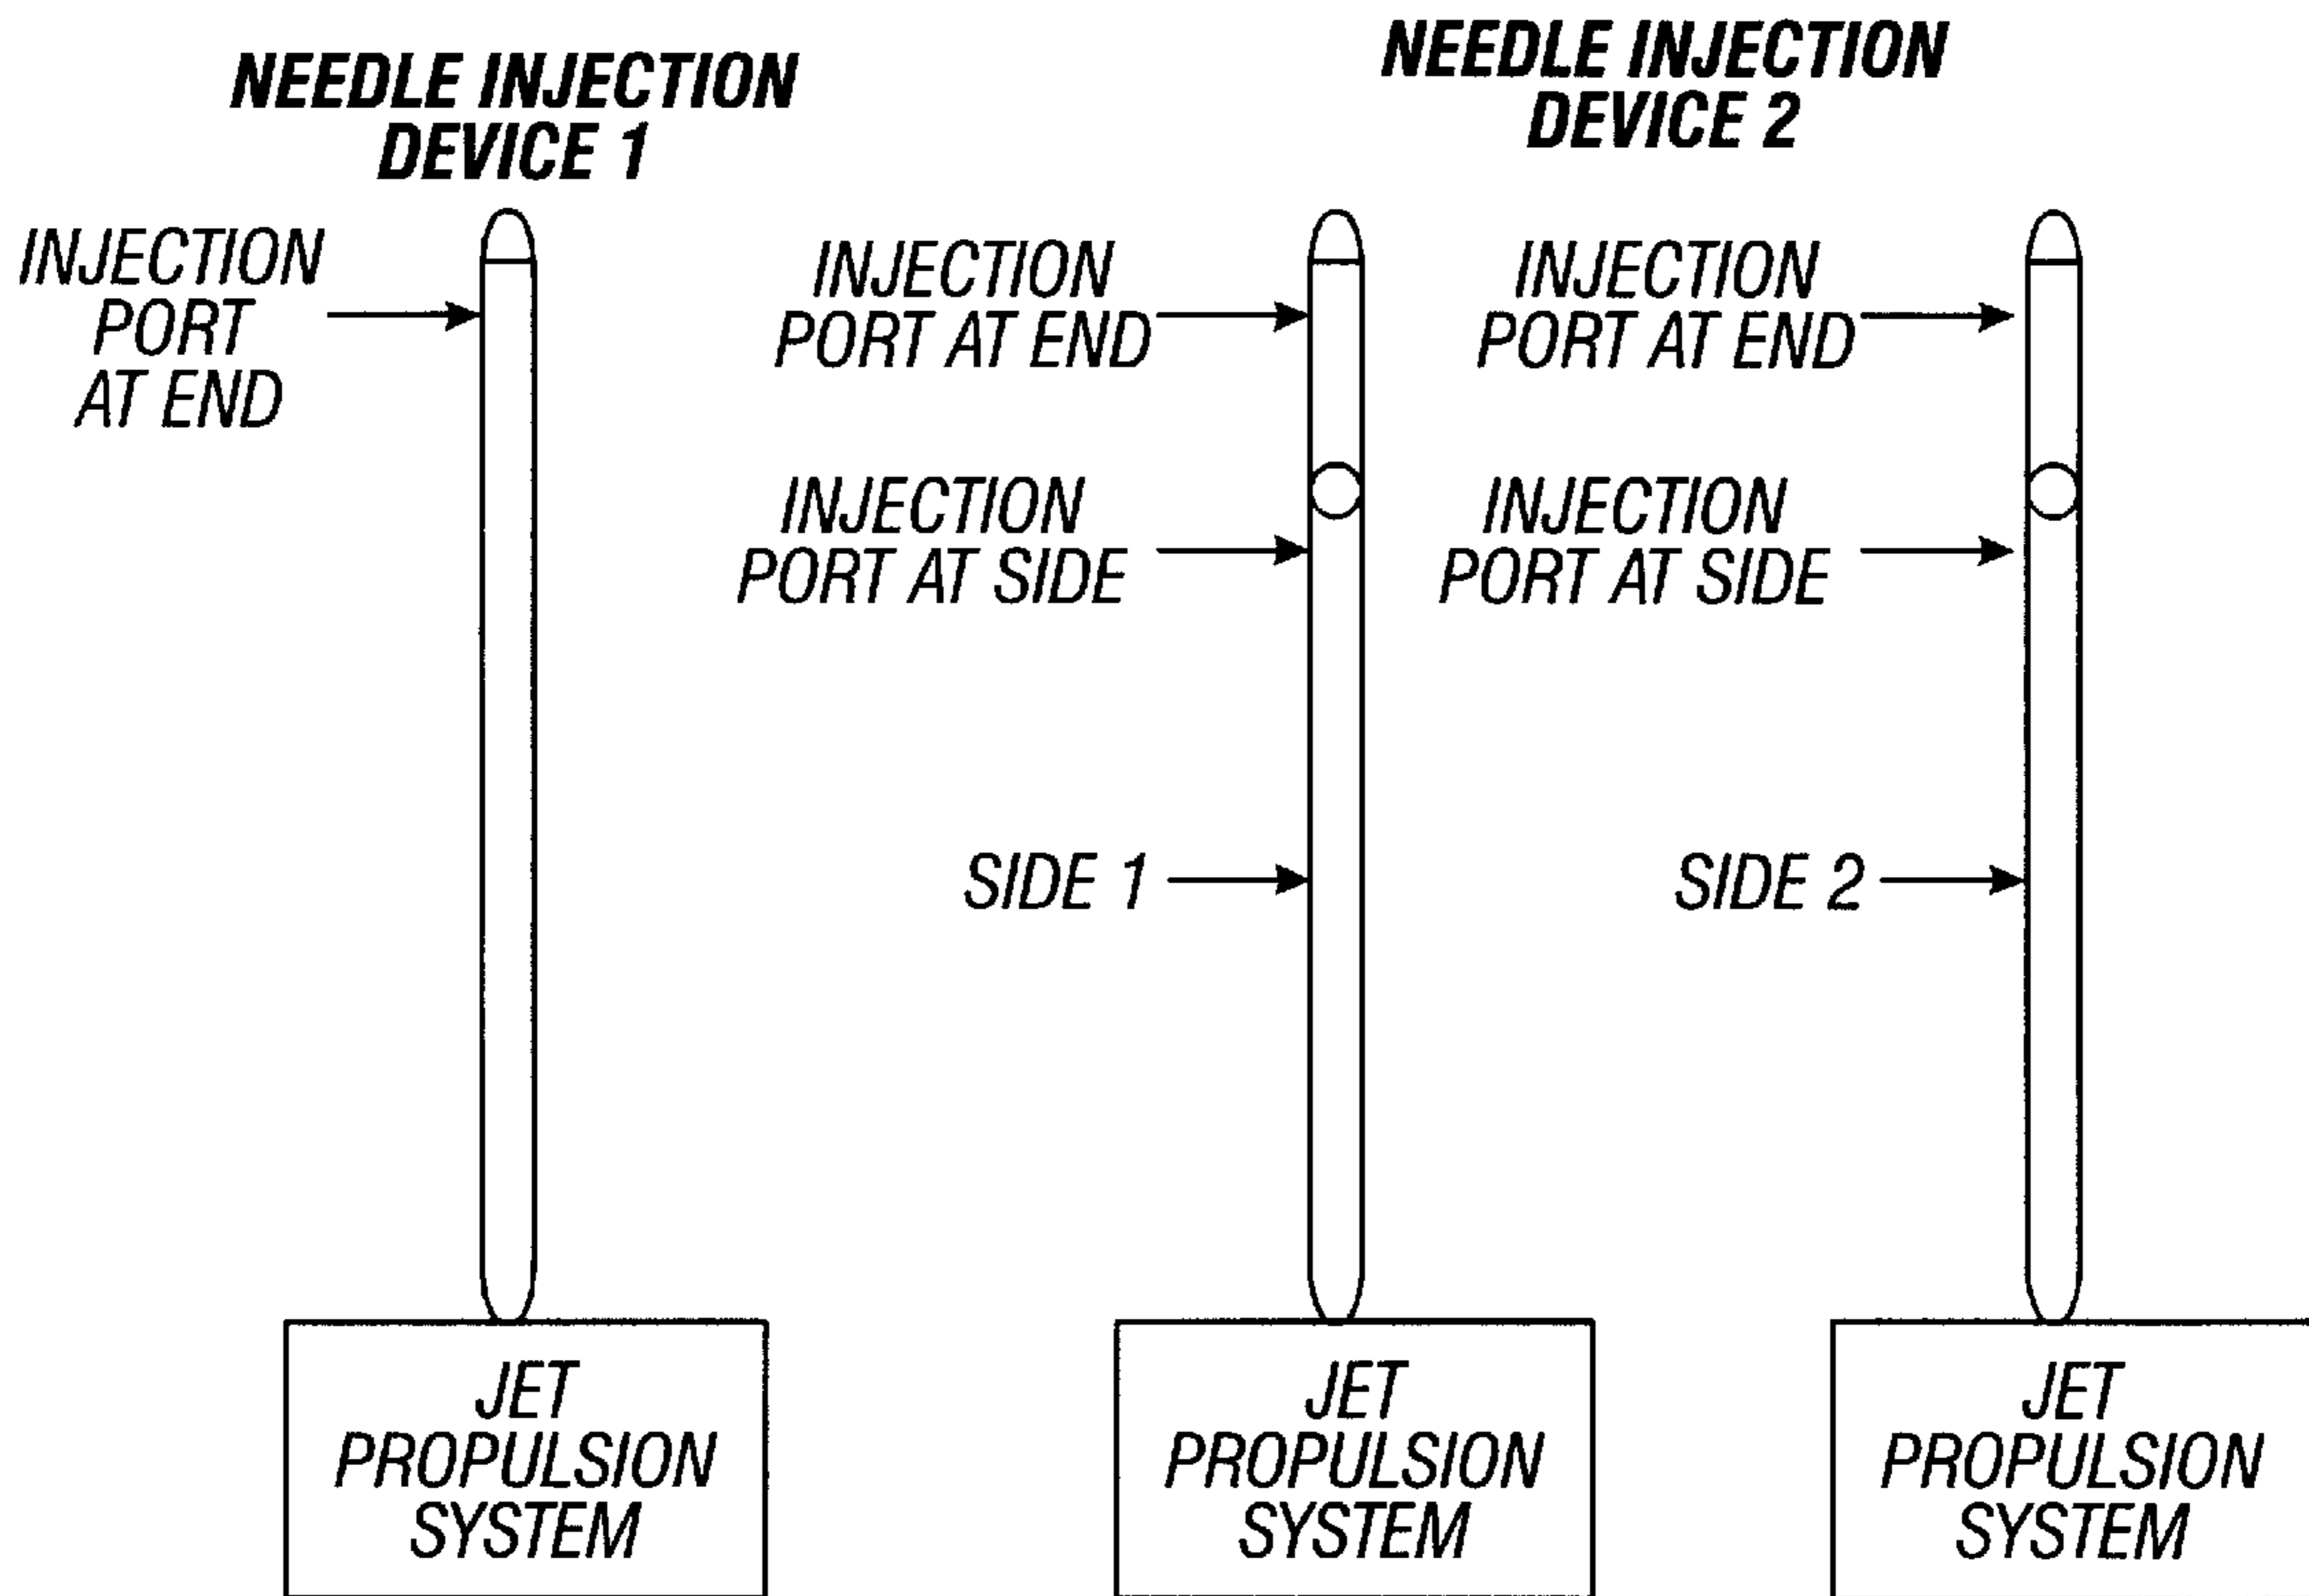 NEEDLE INJECTION
DEVICE 1
NEEDLE INJECTION
DEVICE 2
INJECTION
PORT
AT END
INJECTION
PORT AT END
INJECTION
PORT AT END
INJECTION
PORT AT SIDE
INJECTION
PORT AT SIDE
SIDE 1
SIDE 2
JET
PROPULSION
SYSTEM
JET
PROPULSION
SYSTEM
JET
PROPULSION
SYSTEM